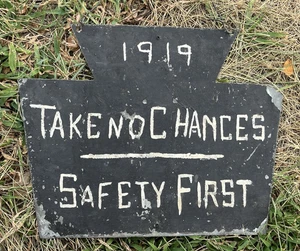 1919
TAKE NO CHANCES.
SAFETY FIRST